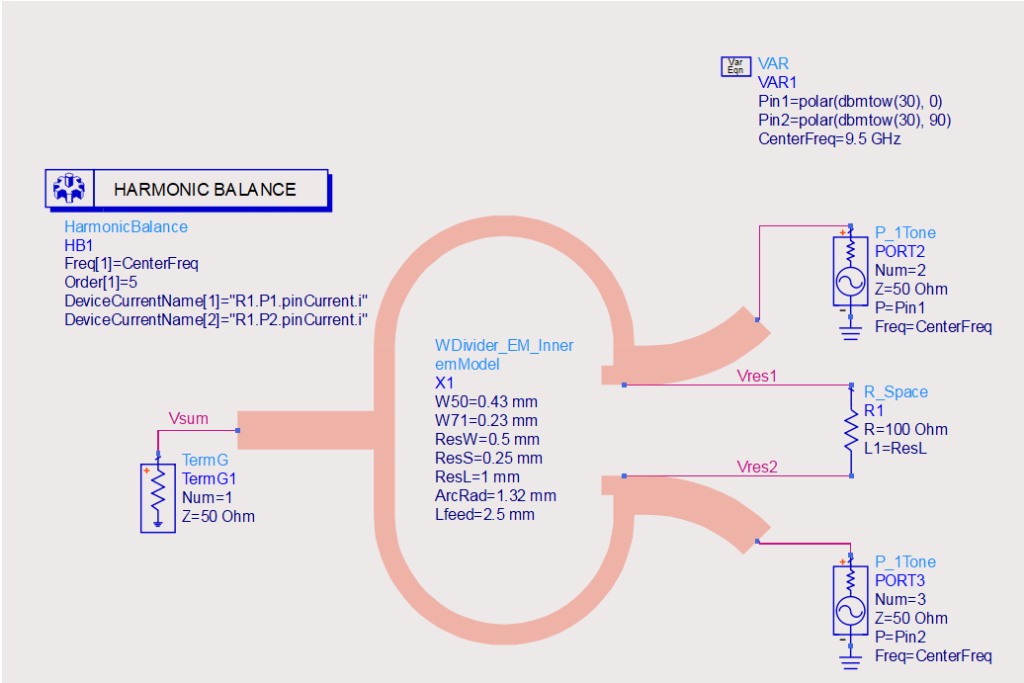 Var
Eqn
VAR
VAR1
Pin1=polar(dbmtow(30), 0)
Pin2=polar(dbmtow(30), 90)
CenterFreq=9.5 GHz
HARMONIC BALANCE
HarmonicBalance
HB1
Freq[1]=CenterFreq
Order[1]=5
DeviceCurrentName[1]="R1.P1.pinCurrent.i"
DeviceCurrentName[2]="R1.P2.pinCurrent.i"
P_1Tone
PORT2
Num=2
Z=50 Ohm
P=Pin1
Freq=CenterFreq
WDivider_EM_Inner
emModel
X1
W50=0.43 mm
W71=0.23 mm
ResW=0.5 mm
ResS=0.25 mm
ResL=1 mm
ArcRad=1.32 mm
Lfeed=2.5 mm
Vres1
R_Space
R1
R=100 Ohm
L1=ResL
Vres2
Vsum
TermG
TermG1
Num=1
Z=50 Ohm
P_1Tone
PORT3
Num=3
Z=50 Ohm
P=Pin2
Freq=CenterFreq